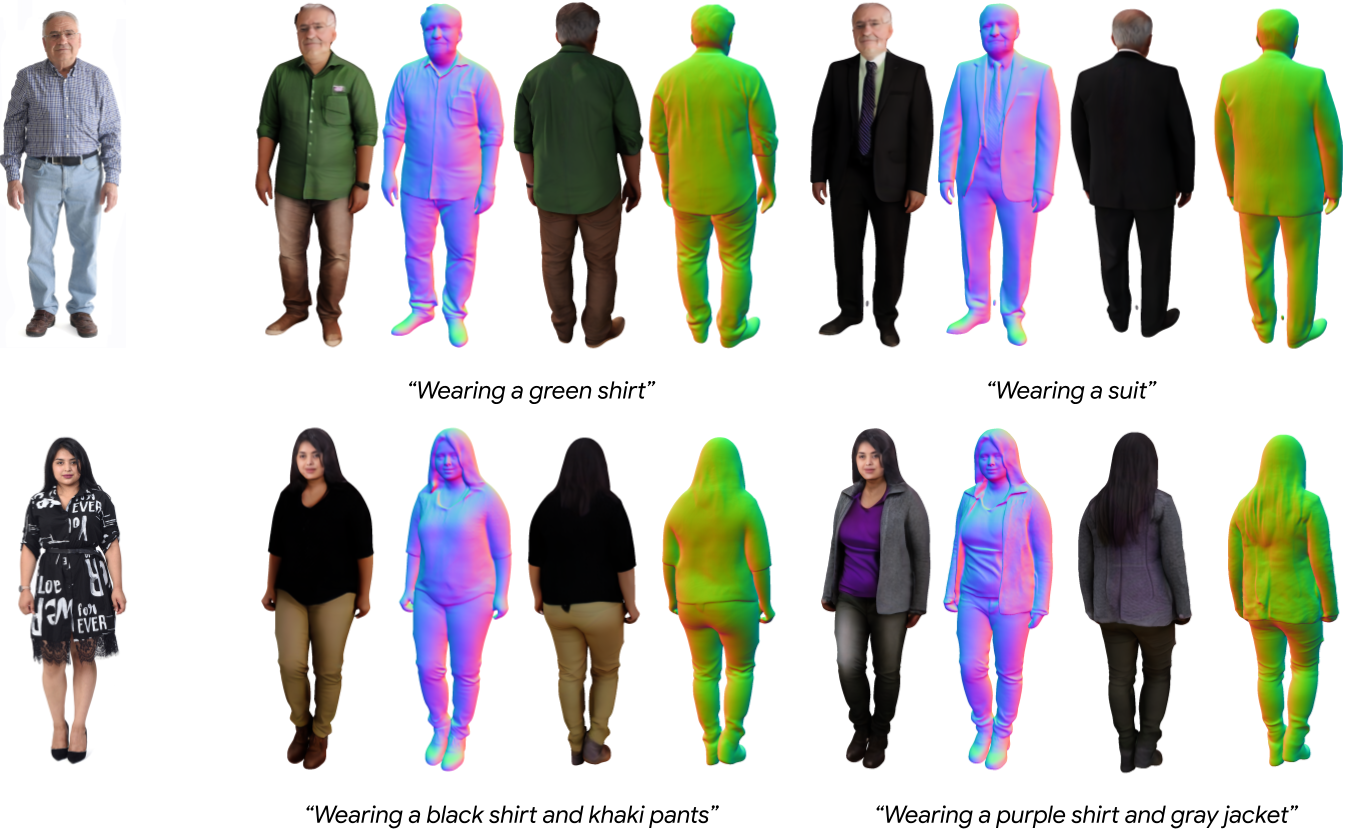 “Wearing a green shirt”
“Wearing a suit”
EVER
Love
for
EVER
“Wearing a black shirt and khaki pants”
“Wearing a purple shirt and gray jacket”